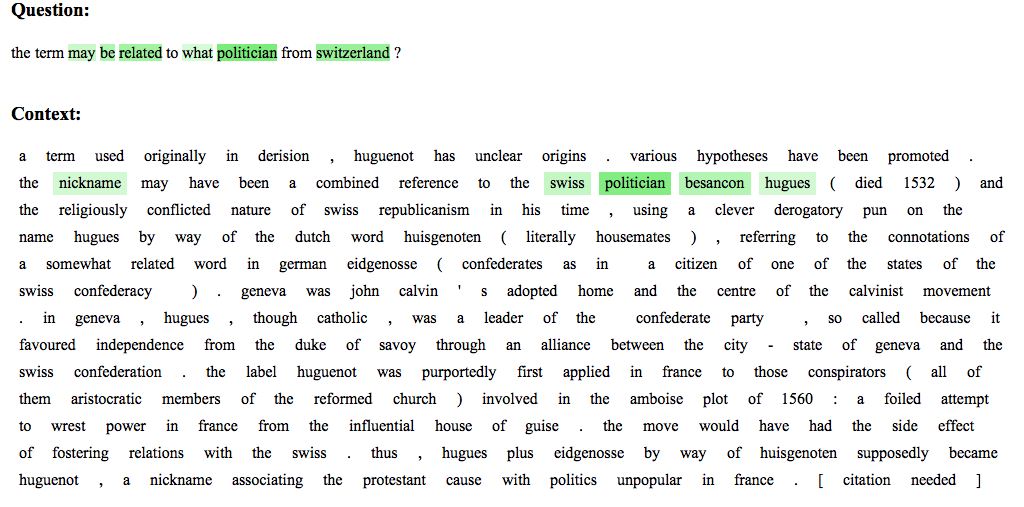 Question:
the term may be related to what politician from switzerland ?
Context:
a term used originally in derision , huguenot has unclear origins . various hypotheses have been promoted .
the nickname may have been a combined reference to the swiss politician besancon hugues ( died 1532 ) and
the religiously conflicted nature of swiss republicanism in his time , using a clever derogatory pun on the
name hugues by way of the dutch word huisgenoten ( literally housemates ) , referring to the connotations of
a somewhat related word in german eidgenosse ( confederates as in a citizen of one of the states of the
swiss confederacy ) . geneva was john calvin ' s adopted home and the centre of the calvinist movement
. in geneva , hugues , though catholic , was a leader of the confederate party , so called because it
favoured independence from the duke of savoy through an alliance between the city - state of geneva and the
swiss confederation . the label huguenot was purportedly first applied in france to those conspirators ( all of
them aristocratic members of the reformed church ) involved in the amboise plot of 1560 : a foiled attempt
to wrest power in france from the influential house of guise . the move would have had the side effect
of fostering relations with the swiss . thus , hugues plus eidgenosse by way of huisgenoten supposedly became
huguenot , a nickname associating the protestant cause with politics unpopular in france . [ citation needed ]